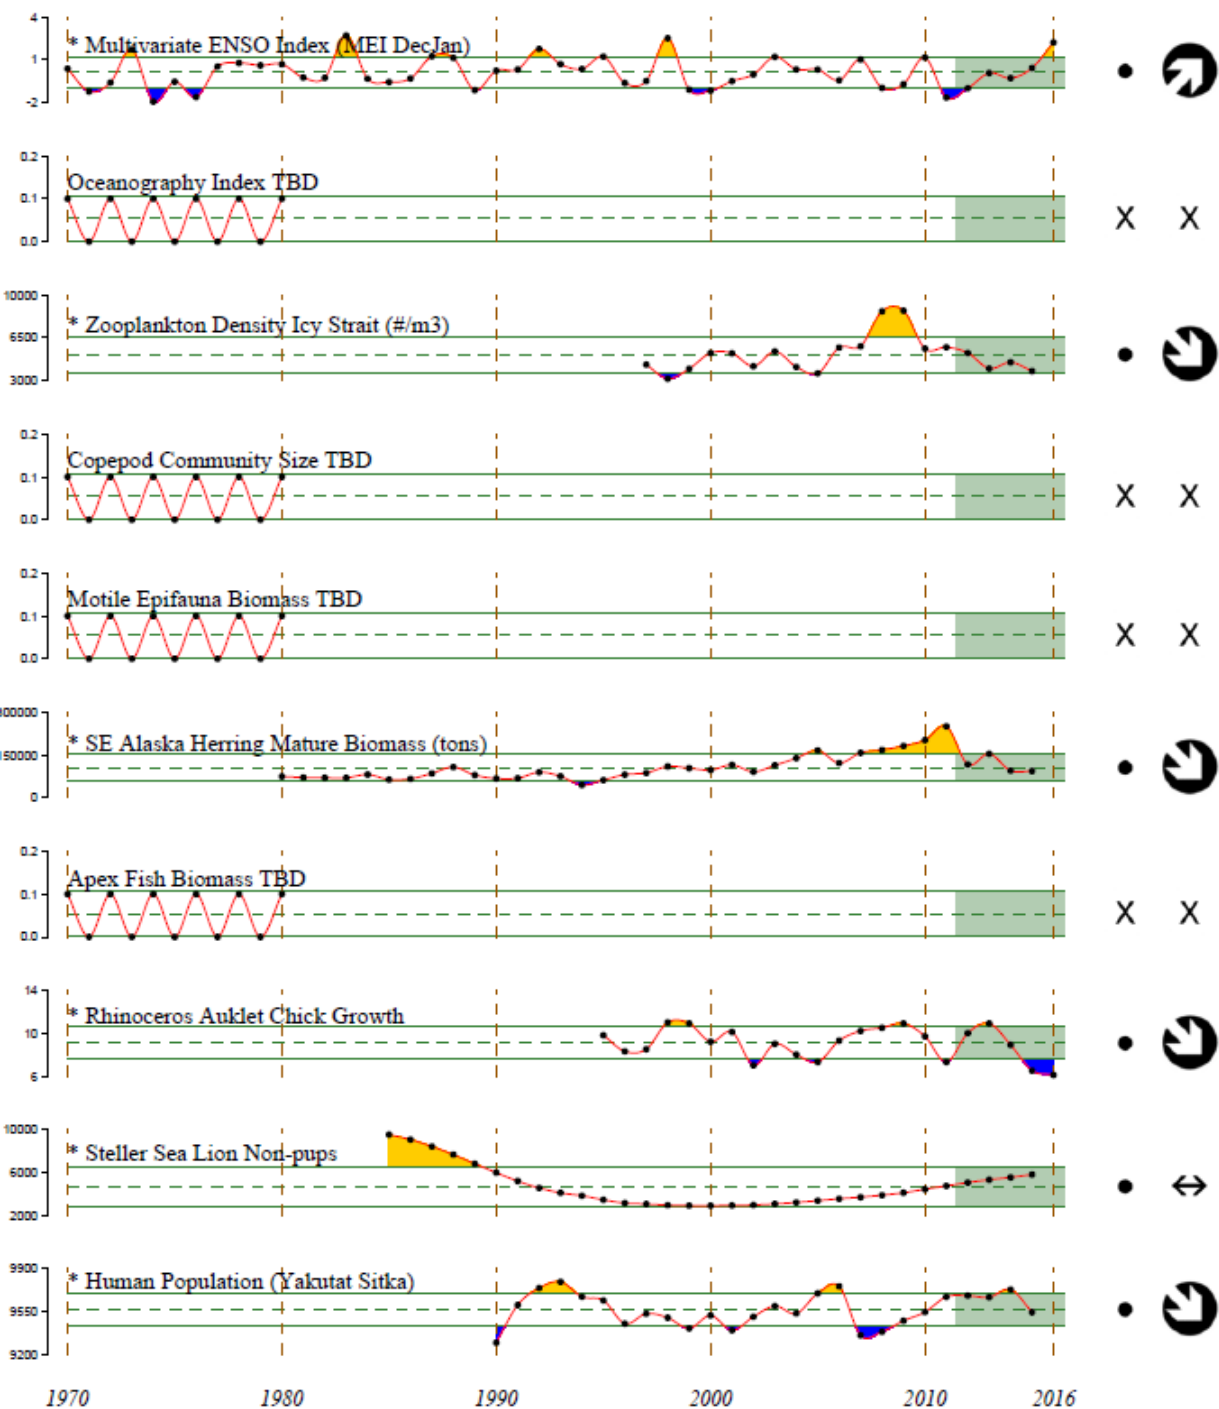 4
* Multivariate ENSO Index (MEI DecJan)
1
-2
0.2
Oceanography Index TBD
0.1
0.0
X X
10000
* Zooplankton Density Icy Strait (#/m3)
6500
3000
0.2
Copepod Community Size TBD
0.1
0.0
X X
0.2
Motile Epifauna Biomass TBD
0.1
0.0
X X
* SE Alaska Herring Mature Biomass (tons)
0
0.2
Apex Fish Biomass TBD
0.1
0.0
X X
14
* Rhinoceros Auklet Chick Growth
10
6
10000
* Steller Sea Lion Non-pups
6000
2000
9900
* Human Population (Yakutat Sitka)
9550
9200
1970 1980 1990 2000 2010 2016